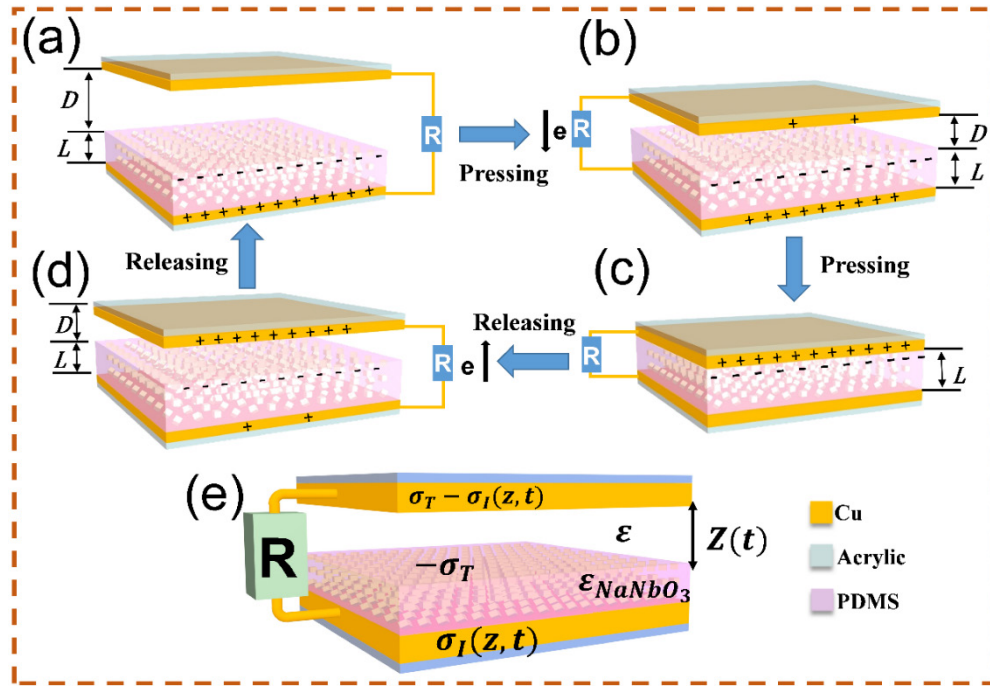 (a)
D
L
R
Pressing
(b)
e
R
+ +
D
L
- - - - - - - - - -
+ + + + + + + + +
- - - - - - - - - -
+ + + + + + + + + +
Releasing
Pressing
(d)
D
L
+ + + + + + + + +
- - - - - - - - - -
+ +
R
e
Releasing
(c)
R
+ + + + + + + + + +
- - - - - - - - - -
L
(e)
R
σ_T − σ_I(z, t)
ε
Z(t)
−σ_T
ε_NaNbO₃
σ_I(z, t)
Cu
Acrylic
PDMS